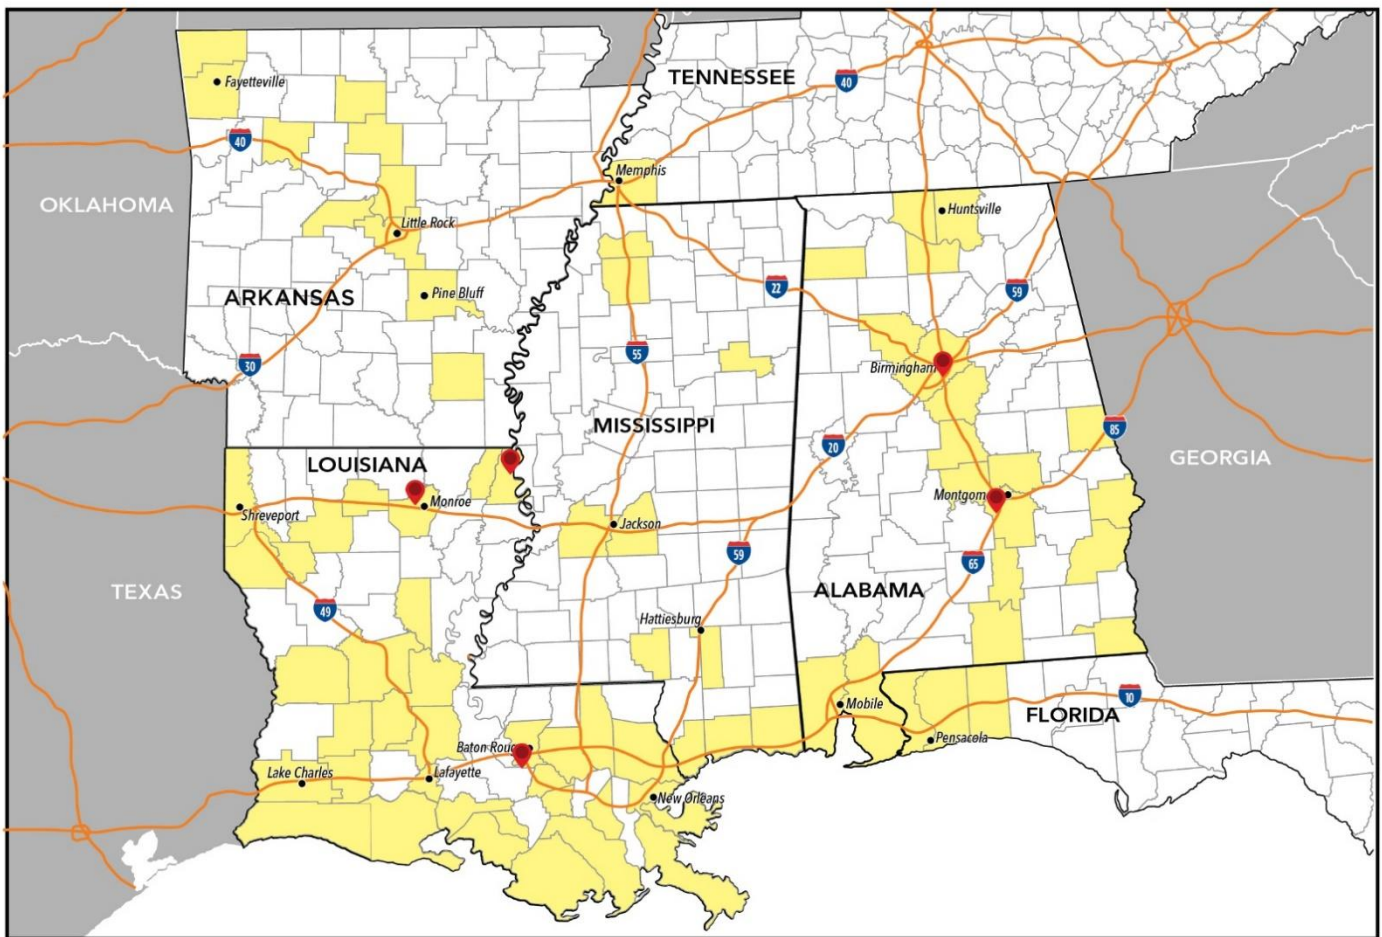 TENNESSEE
40
Fayetteville
40
Memphis
OKLAHOMA
Huntsville
Little Rock
ARKANSAS
Pine Bluff
22
59
55
30
Birmingham
MISSISSIPPI
85
20
LOUISIANA
GEORGIA
Monroe
Montgom
Shreveport
Jackson
59
65
TEXAS
ALABAMA
49
Hattiesburg
10
Mobile
FLORIDA
Pensacola
Baton Roug
Lake Charles
Lafayette
New Orleans